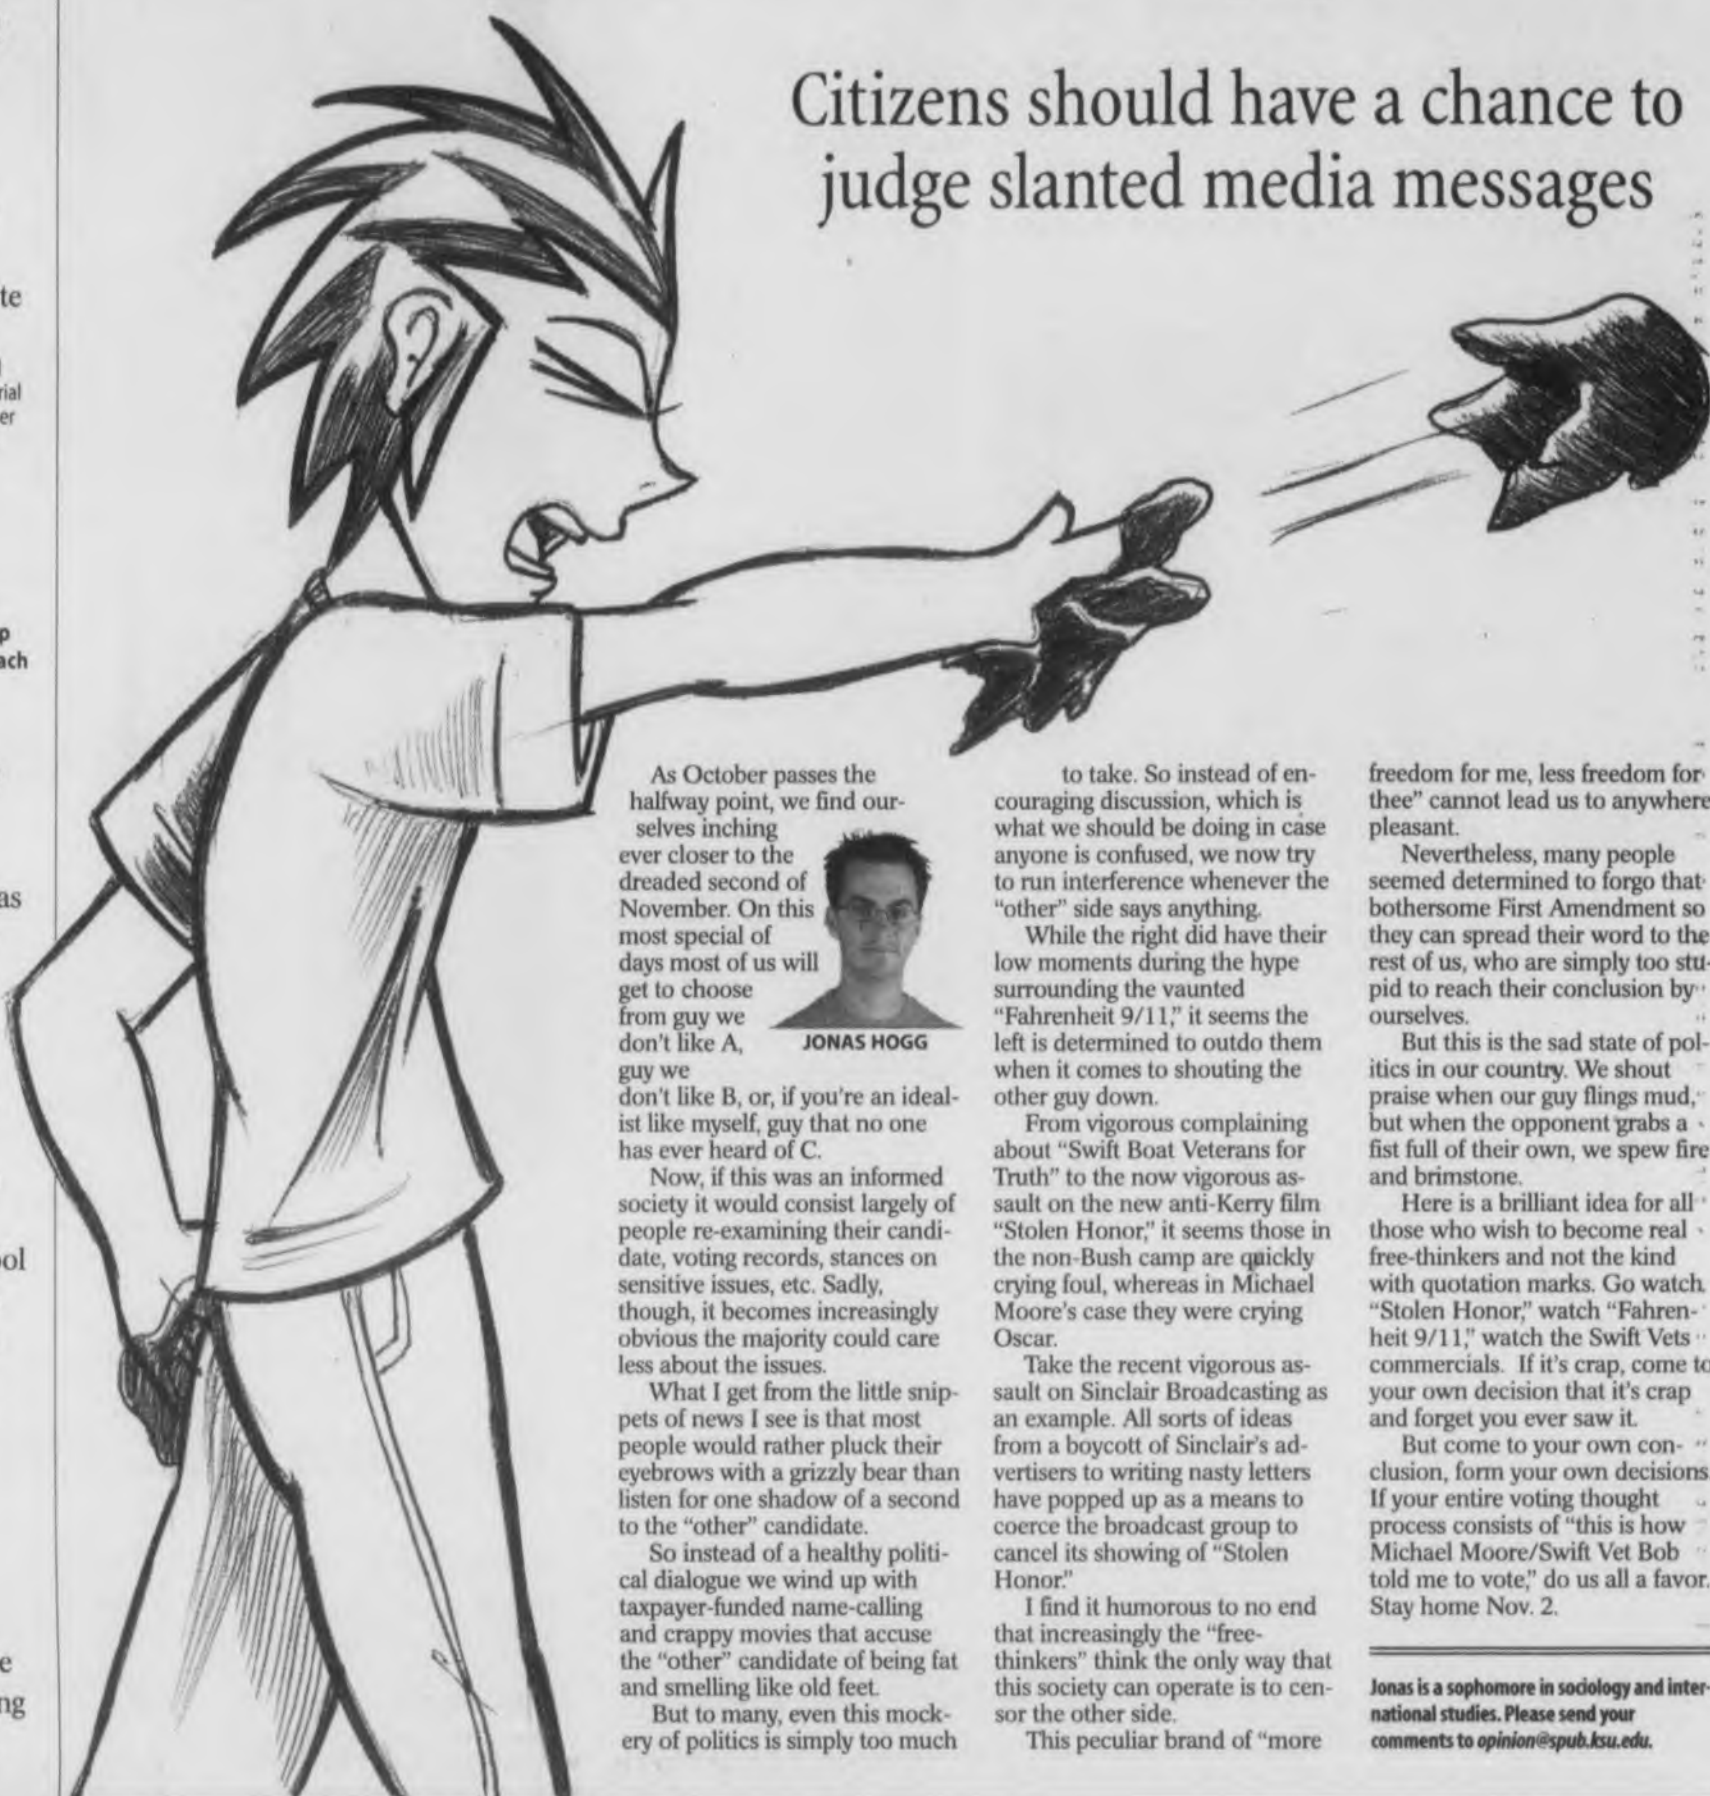 Citizens should have a chance to
judge slanted media messages
te
rial
er
ach
as
ol
e
ng
As October passes the
halfway point, we find our-
selves inching
ever closer to the
dreaded second of
November. On this
most special of
days most of us will
get to choose
from guy we
don't like A,
guy we
don't like B, or, if you're an ideal-
ist like myself, guy that no one
has ever heard of C.
Now, if this was an informed
society it would consist largely of
people re-examining their candi-
date, voting records, stances on
sensitive issues, etc. Sadly,
though, it becomes increasingly
obvious the majority could care
less about the issues.
What I get from the little snip-
pets of news I see is that most
people would rather pluck their
eyebrows with a grizzly bear than
listen for one shadow of a second
to the "other" candidate.
So instead of a healthy politi-
cal dialogue we wind up with
taxpayer-funded name-calling
and crappy movies that accuse
the "other" candidate of being fat
and smelling like old feet.
But to many, even this mock-
ery of politics is simply too much
JONAS HOGG
to take. So instead of en-
couraging discussion, which is
what we should be doing in case
anyone is confused, we now try
to run interference whenever the
"other" side says anything.
While the right did have their
low moments during the hype
surrounding the vaunted
"Fahrenheit 9/11," it seems the
left is determined to outdo them
when it comes to shouting the
other guy down.
From vigorous complaining
about "Swift Boat Veterans for
Truth" to the now vigorous as-
sault on the new anti-Kerry film
"Stolen Honor," it seems those in
the non-Bush camp are quickly
crying foul, whereas in Michael
Moore's case they were crying
Oscar.
Take the recent vigorous as-
sault on Sinclair Broadcasting as
an example. All sorts of ideas
from a boycott of Sinclair's ad-
vertisers to writing nasty letters
have popped up as a means to
coerce the broadcast group to
cancel its showing of "Stolen
Honor."
I find it humorous to no end
that increasingly the "free-
thinkers" think the only way that
this society can operate is to cen-
sor the other side.
This peculiar brand of "more
freedom for me, less freedom for
thee" cannot lead us to anywhere
pleasant.
Nevertheless, many people
seemed determined to forgo that
bothersome First Amendment so
they can spread their word to the
rest of us, who are simply too stu-
pid to reach their conclusion by
ourselves.
But this is the sad state of pol-
itics in our country. We shout
praise when our guy flings mud,
but when the opponent grabs a
fist full of their own, we spew fire
and brimstone.
Here is a brilliant idea for all
those who wish to become real
free-thinkers and not the kind
with quotation marks. Go watch
"Stolen Honor," watch "Fahren-
heit 9/11," watch the Swift Vets
commercials. If it's crap, come to
your own decision that it's crap
and forget you ever saw it.
But come to your own con-
clusion, form your own decisions.
If your entire voting thought
process consists of "this is how
Michael Moore/Swift Vet Bob
told me to vote," do us all a favor.
Stay home Nov. 2.
Jonas is a sophomore in sociology and inter-
national studies. Please send your
comments to opinion@spub.ksu.edu.